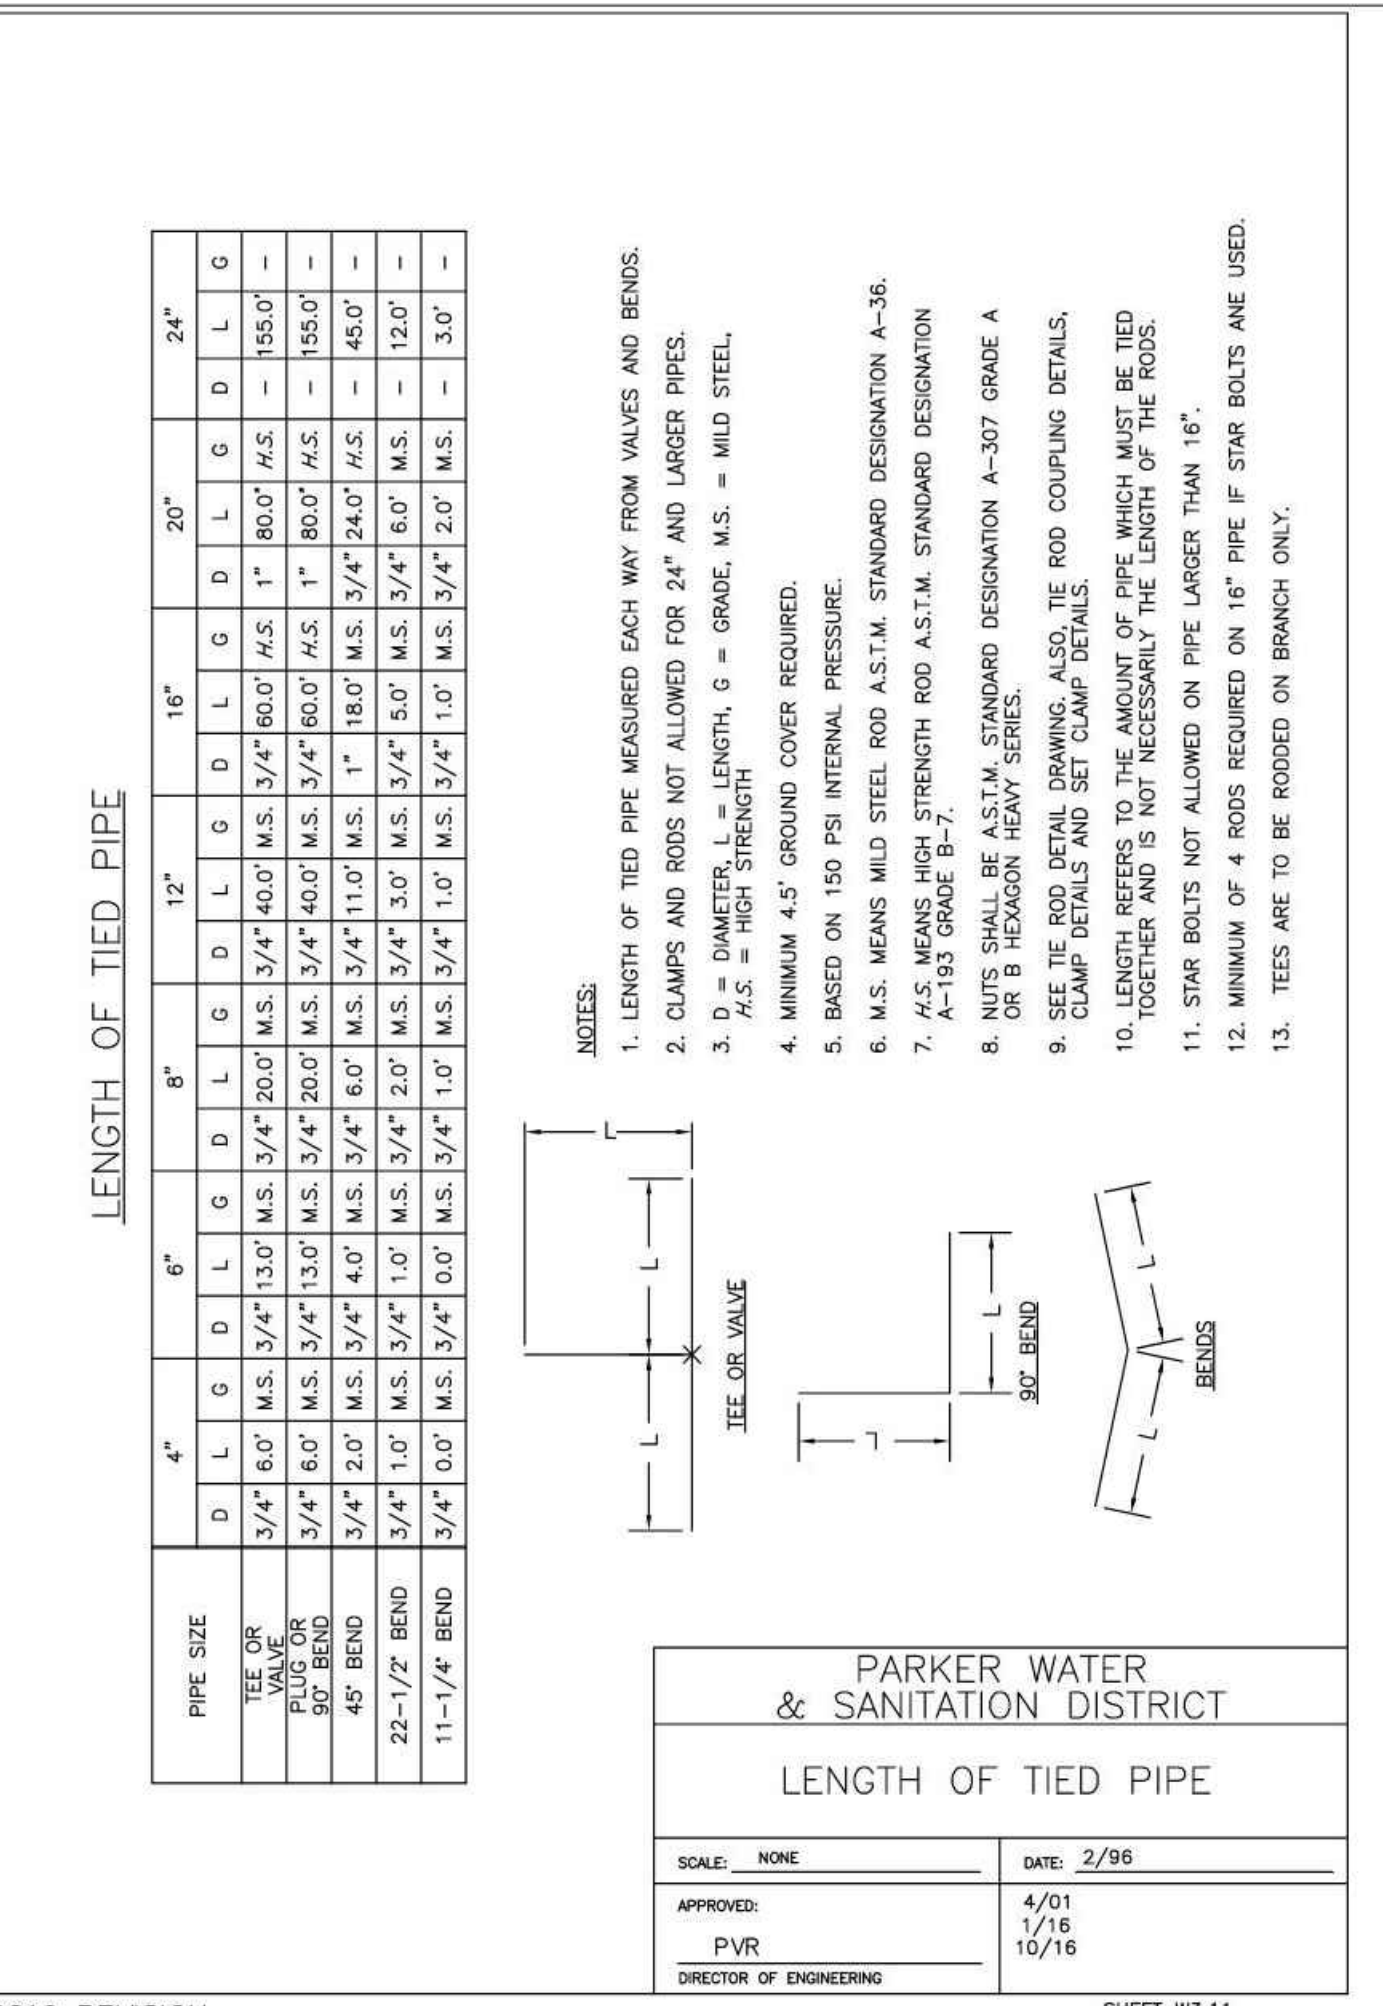 LENGTH OF TIED PIPE
PIPE SIZE 4" 6" 8" 12" 16" 20" 24"
D L G D L G D L G D L G D L G D L G D L G
TEE OR VALVE 3/4" 6.0' M.S. 3/4" 13.0' M.S. 3/4" 20.0' M.S. 3/4" 40.0' M.S. 3/4" 60.0' H.S. 1" 80.0" H.S. – 155.0' –
PLUG OR 90° BEND 3/4" 6.0' M.S. 3/4" 13.0' M.S. 3/4" 20.0' M.S. 3/4" 40.0' M.S. 3/4" 60.0' H.S. 1" 80.0" H.S. – 155.0' –
45° BEND 3/4" 2.0' M.S. 3/4" 4.0' M.S. 3/4" 6.0' M.S. 3/4" 11.0' M.S. 1" 18.0' M.S. 3/4" 24.0" H.S. – 45.0' –
22-1/2° BEND 3/4" 1.0' M.S. 3/4" 1.0' M.S. 3/4" 2.0' M.S. 3/4" 3.0' M.S. 3/4" 5.0' M.S. 3/4" 6.0' M.S. – 12.0' –
11-1/4° BEND 3/4" 0.0' M.S. 3/4" 0.0' M.S. 3/4" 1.0' M.S. 3/4" 1.0' M.S. 3/4" 1.0' M.S. 3/4" 2.0' M.S. – 3.0' –
L
L
L
TEE OR VALVE
L
L
90° BEND
L
L
BENDS
NOTES:
1. LENGTH OF TIED PIPE MEASURED EACH WAY FROM VALVES AND BENDS.
2. CLAMPS AND RODS NOT ALLOWED FOR 24" AND LARGER PIPES.
3. D = DIAMETER, L = LENGTH, G = GRADE, M.S. = MILD STEEL,
H.S. = HIGH STRENGTH
4. MINIMUM 4.5' GROUND COVER REQUIRED.
5. BASED ON 150 PSI INTERNAL PRESSURE.
6. M.S. MEANS MILD STEEL ROD A.S.T.M. STANDARD DESIGNATION A-36.
7. H.S. MEANS HIGH STRENGTH ROD A.S.T.M. STANDARD DESIGNATION
A-193 GRADE B-7.
8. NUTS SHALL BE A.S.T.M. STANDARD DESIGNATION A-307 GRADE A
OR B HEXAGON HEAVY SERIES.
9. SEE TIE ROD DETAIL DRAWING. ALSO, TIE ROD COUPLING DETAILS,
CLAMP DETAILS AND SET CLAMP DETAILS.
10. LENGTH REFERS TO THE AMOUNT OF PIPE WHICH MUST BE TIED
TOGETHER AND IS NOT NECESSARILY THE LENGTH OF THE RODS.
11. STAR BOLTS NOT ALLOWED ON PIPE LARGER THAN 16".
12. MINIMUM OF 4 RODS REQUIRED ON 16" PIPE IF STAR BOLTS ANE USED.
13. TEES ARE TO BE RODDED ON BRANCH ONLY.
PARKER WATER
& SANITATION DISTRICT
LENGTH OF TIED PIPE
SCALE: NONE
DATE: 2/96
APPROVED:
PVR
DIRECTOR OF ENGINEERING
4/01
1/16
10/16